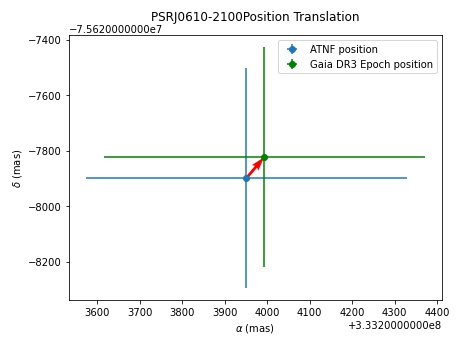 PSRJ0610-2100Position Translation
−7.5620000000e7
−7400
−7600
−7800
−8000
−8200
δ (mas)
ATNF position
Gaia DR3 Epoch position
3600 3700 3800 3900 4000 4100 4200 4300 4400
+3.3320000000e8
α (mas)